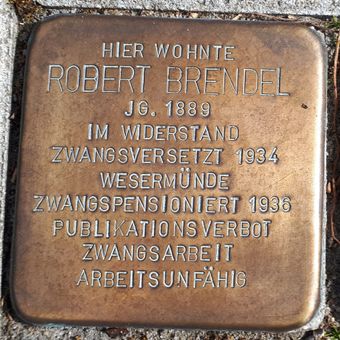 HIER WOHNTE
ROBERT BRENDEL
JG. 1889
IM WIDERSTAND
ZWANGSVERSETZT 1934
WESERMÜNDE
ZWANGSPENSIONIERT 1936
PUBLIKATIONSVERBOT
ZWANGSARBEIT
ARBEITSUNFÄHIG